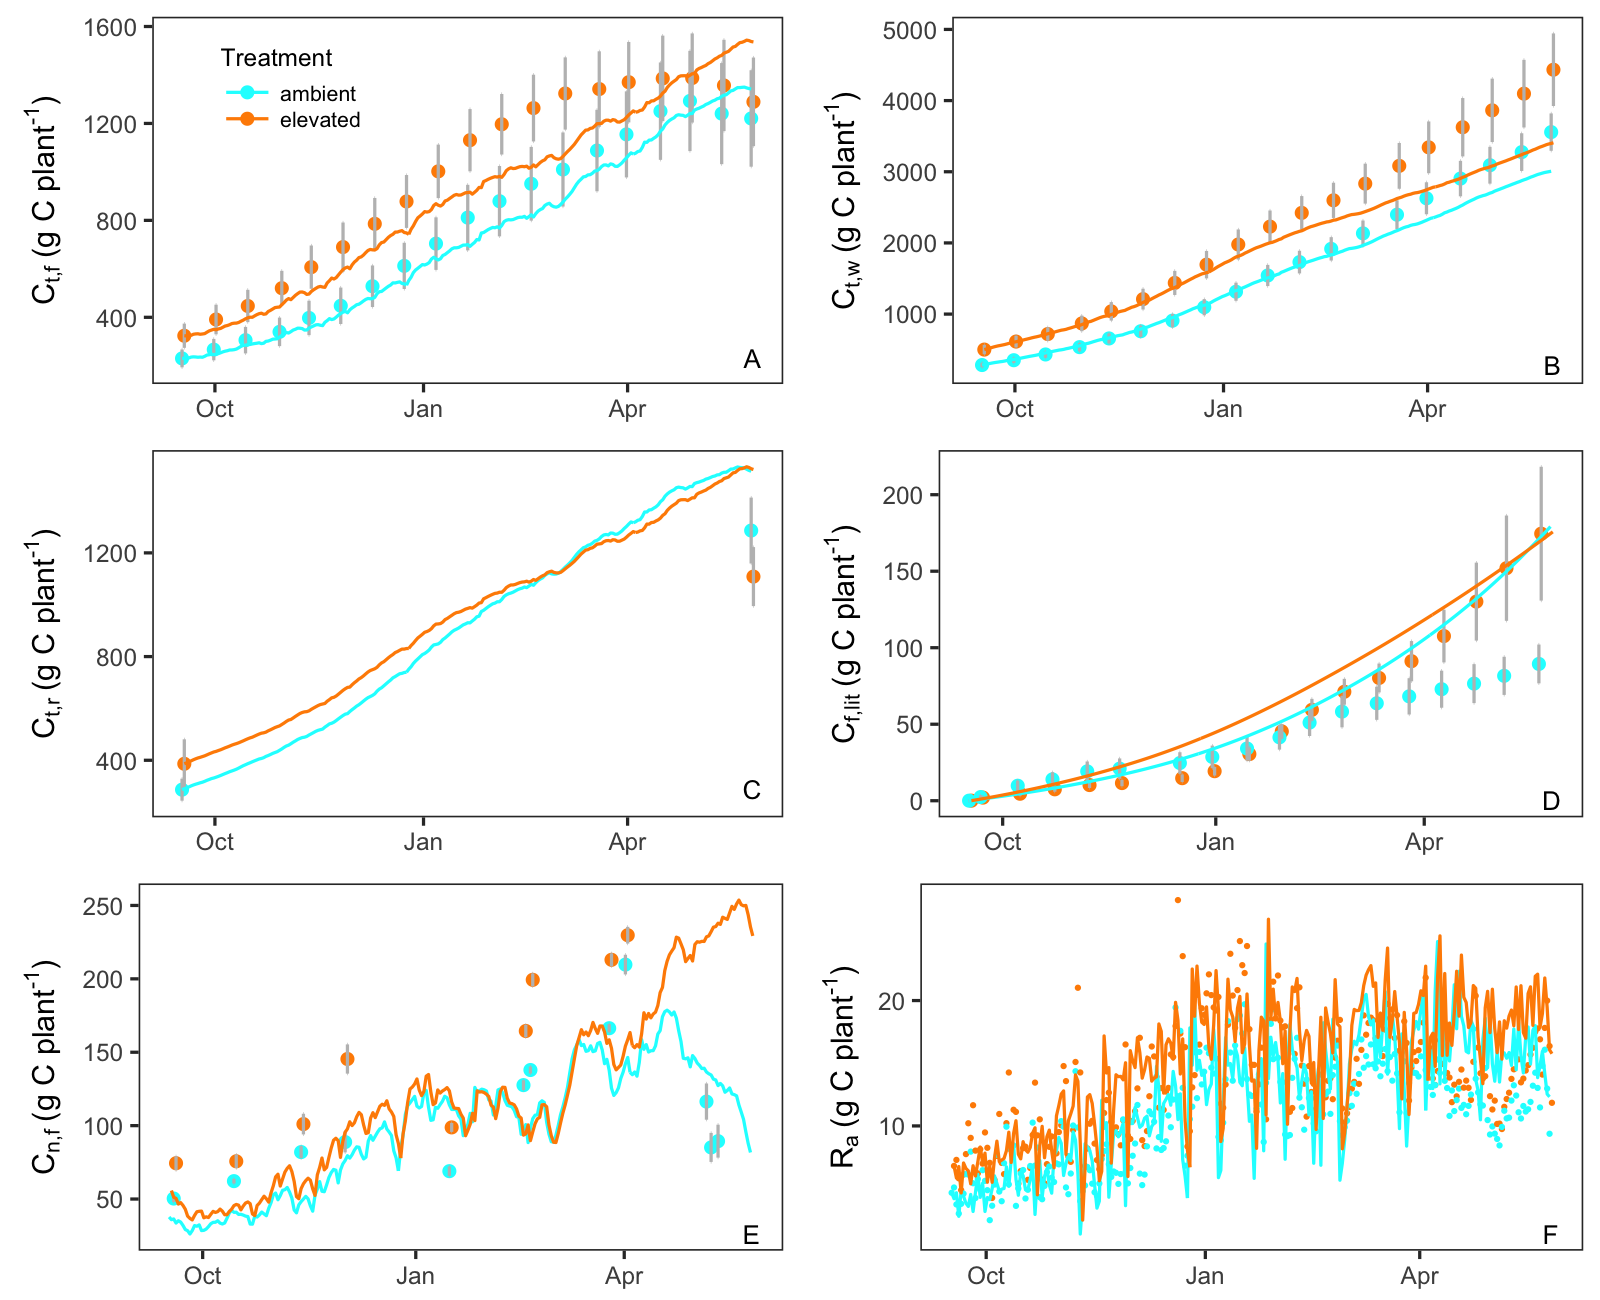 C_t,f (g C plant^-1)
1600
1200
800
400
Treatment
ambient
elevated
A
Oct Jan Apr
C_t,w (g C plant^-1)
5000
4000
3000
2000
1000
B
Oct Jan Apr
C_t,r (g C plant^-1)
1200
800
400
C
Oct Jan Apr
C_f,lit (g C plant^-1)
200
150
100
50
0
D
Oct Jan Apr
C_n,f (g C plant^-1)
250
200
150
100
50
E
Oct Jan Apr
R_a (g C plant^-1)
20
10
F
Oct Jan Apr